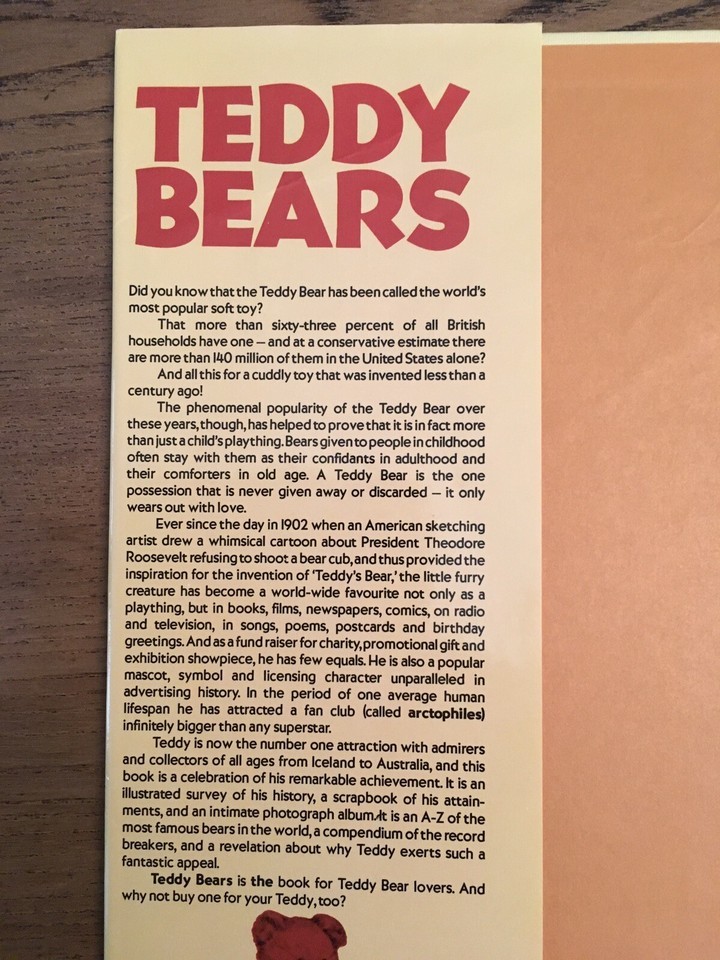 TEDDY
BEARS
Did you know that the Teddy Bear has been called the world's
most popular soft toy?
That more than sixty-three percent of all British
households have one – and at a conservative estimate there
are more than 140 million of them in the United States alone?
And all this for a cuddly toy that was invented less than a
century ago!
The phenomenal popularity of the Teddy Bear over
these years, though, has helped to prove that it is in fact more
than just a child's plaything. Bears given to people in childhood
often stay with them as their confidants in adulthood and
their comforters in old age. A Teddy Bear is the one
possession that is never given away or discarded – it only
wears out with love.
Ever since the day in 1902 when an American sketching
artist drew a whimsical cartoon about President Theodore
Roosevelt refusing to shoot a bear cub, and thus provided the
inspiration for the invention of 'Teddy's Bear,' the little furry
creature has become a world-wide favourite not only as a
plaything, but in books, films, newspapers, comics, on radio
and television, in songs, poems, postcards and birthday
greetings. And as a fund raiser for charity, promotional gift and
exhibition showpiece, he has few equals. He is also a popular
mascot, symbol and licensing character unparalleled in
advertising history. In the period of one average human
lifespan he has attracted a fan club (called arctophiles)
infinitely bigger than any superstar.
Teddy is now the number one attraction with admirers
and collectors of all ages from Iceland to Australia, and this
book is a celebration of his remarkable achievement. It is an
illustrated survey of his history, a scrapbook of his attain-
ments, and an intimate photograph album. It is an A-Z of the
most famous bears in the world, a compendium of the record
breakers, and a revelation about why Teddy exerts such a
fantastic appeal.
Teddy Bears is the book for Teddy Bear lovers. And
why not buy one for your Teddy, too?